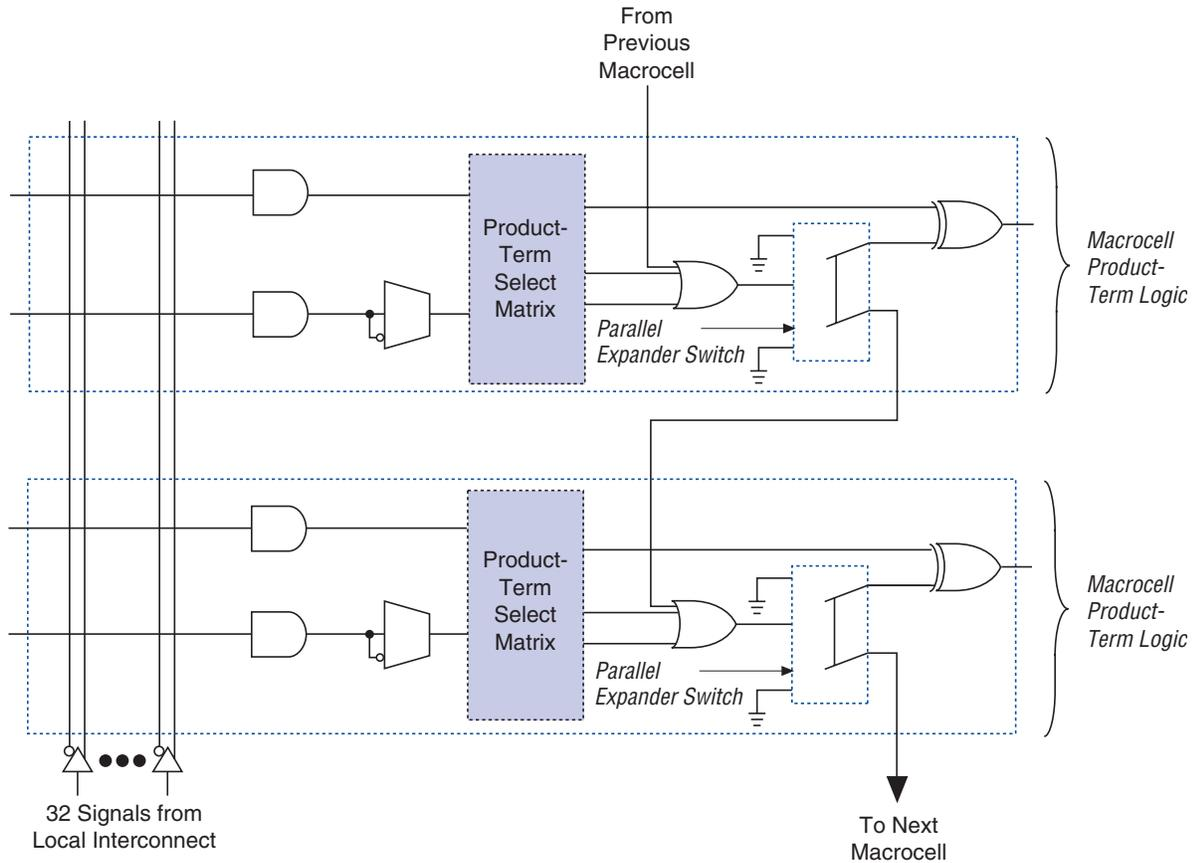 From
Previous
Macrocell
Product-
Term
Select
Matrix
Parallel
Expander Switch
Macrocell
Product-
Term Logic
Product-
Term
Select
Matrix
Parallel
Expander Switch
Macrocell
Product-
Term Logic
32 Signals from
Local Interconnect
To Next
Macrocell